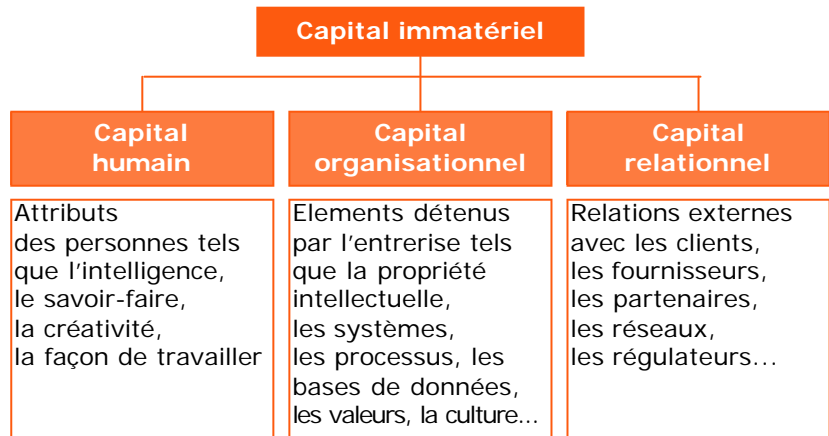 Capital immatériel
Capital
humain
Capital
organisationnel
Capital
relationnel
Attributs
des personnes tels
que l'intelligence,
le savoir-faire,
la créativité,
la façon de travailler
Elements détenus
par l'entrerise tels
que la propriété
intellectuelle,
les systèmes,
les processus, les
bases de données,
les valeurs, la culture...
Relations externes
avec les clients,
les fournisseurs,
les partenaires,
les réseaux,
les régulateurs...